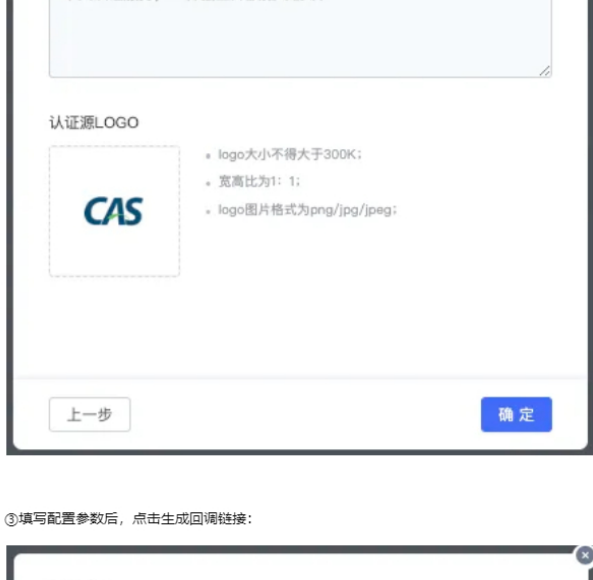 认证源LOGO
logo大小不得大于300K；
宽高比为1：1；
logo图片格式为png/jpg/jpeg；
CAS
上一步
确 定
③填写配置参数后，点击生成回调链接：